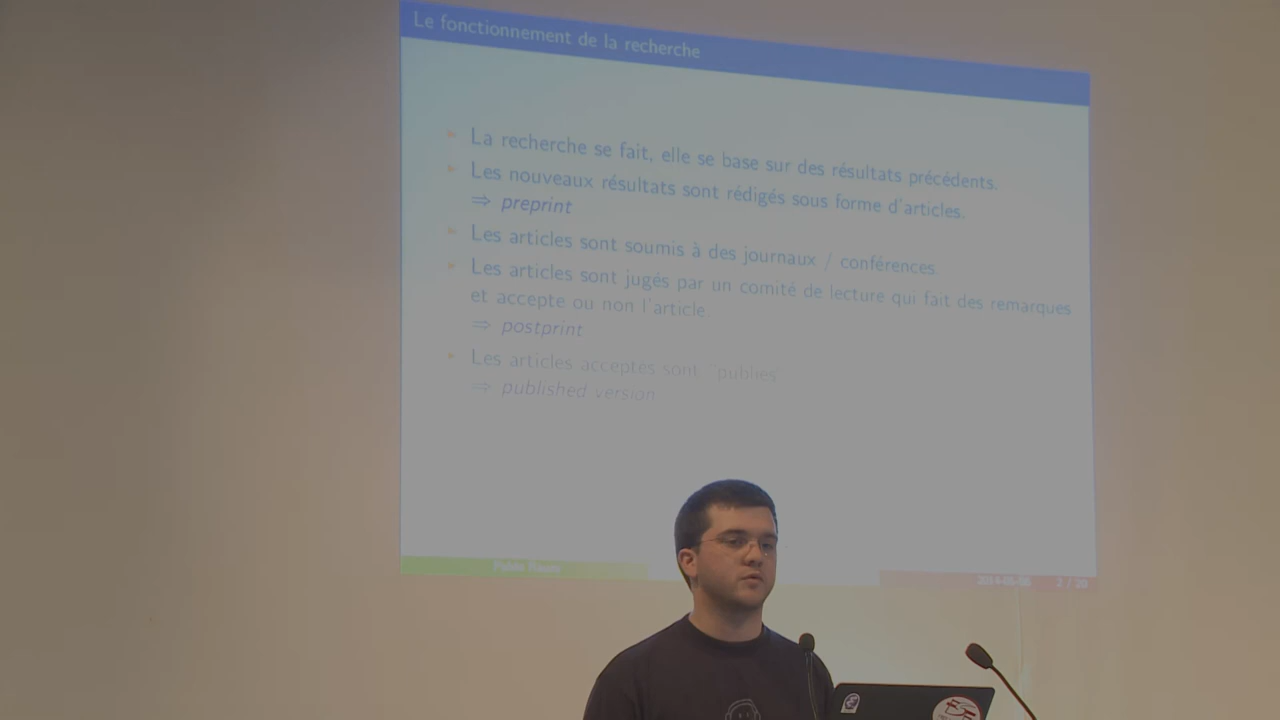 Le fonctionnement de la recherche
La recherche se fait, elle se base sur des résultats précédents.
Les nouveaux résultats sont rédigés sous forme d'articles.
⇒ preprint
Les articles sont soumis à des journaux / conférences.
Les articles sont jugés par un comité de lecture qui fait des remarques
et accepte ou non l'article.
⇒ postprint
Les articles acceptés sont "publiés"
⇒ published version
2 / 20